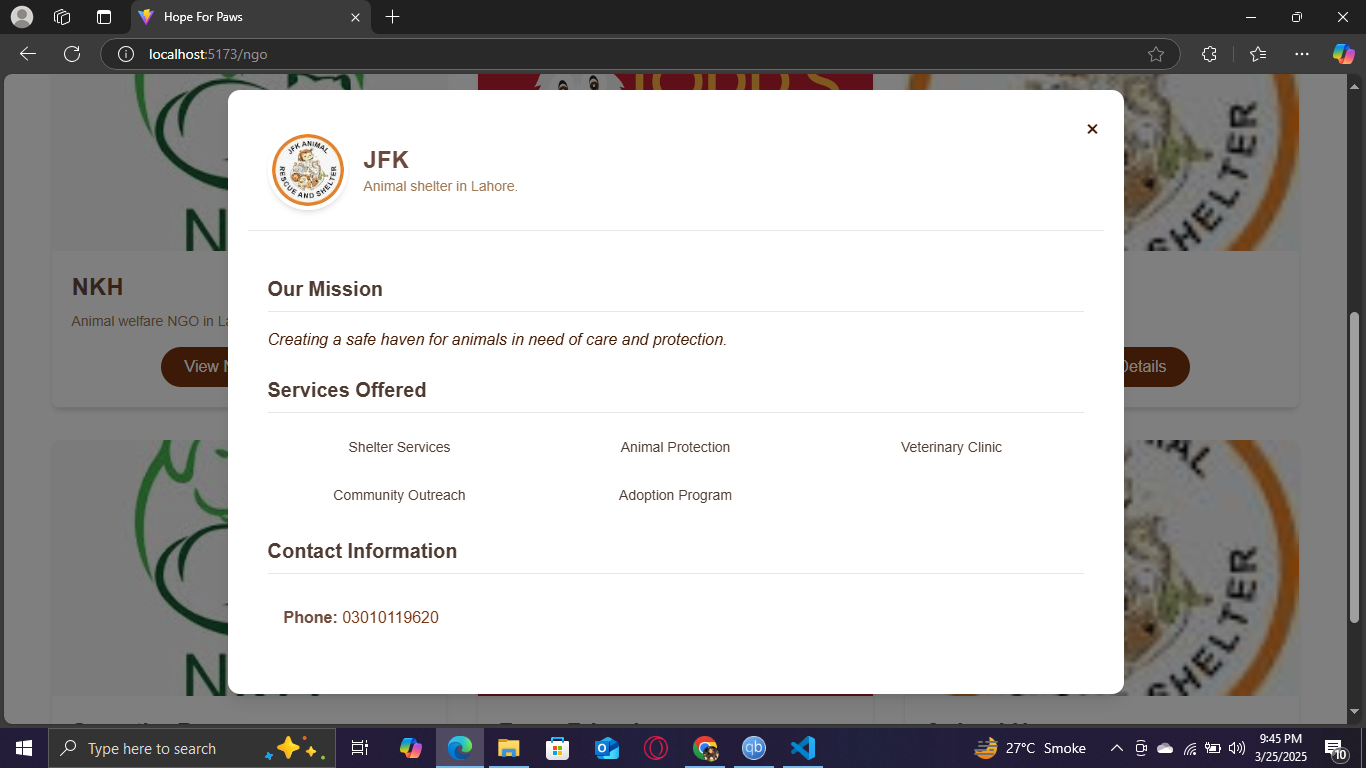 Hope For Paws
localhost:5173/ngo
TODD'S
SHELTER
JFK ANIMAL
RESCUE AND SHELTER
JFK
Animal shelter in Lahore.
NKH
Animal welfare NGO in La
View
Details
Our Mission
Creating a safe haven for animals in need of care and protection.
Services Offered
Shelter Services Animal Protection Veterinary Clinic
Community Outreach Adoption Program
Contact Information
Phone: 03010119620
SHELTER
Type here to search
27°C Smoke
9:45 PM
3/25/2025
10